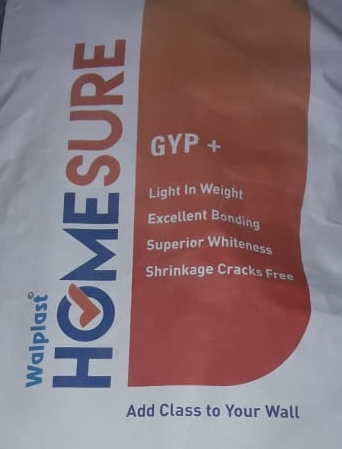 Walplast©
HOMESURE
GYP +
Light In Weight
Excellent Bonding
Superior Whiteness
Shrinkage Cracks Free
Add Class to Your Wall